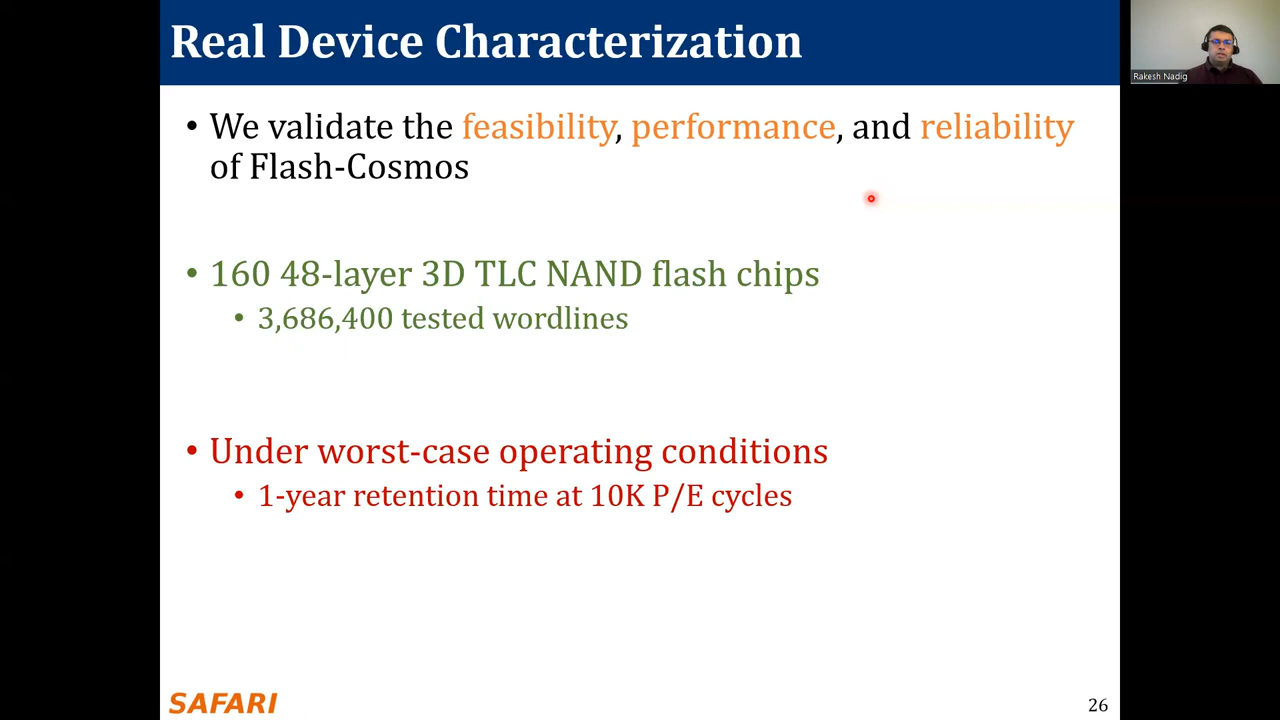 Real Device Characterization
Rakesh Nadig
• We validate the feasibility, performance, and reliability
of Flash-Cosmos
• 160 48-layer 3D TLC NAND flash chips
• 3,686,400 tested wordlines
• Under worst-case operating conditions
• 1-year retention time at 10K P/E cycles
SAFARI
26